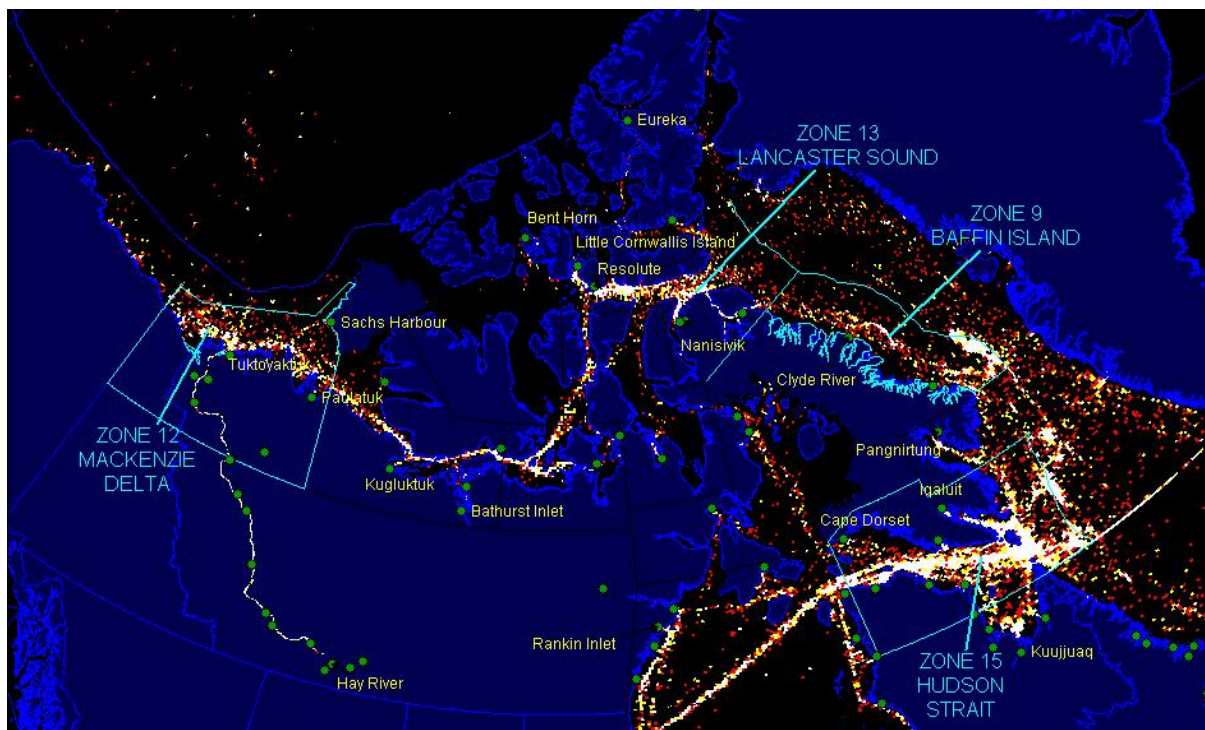 Eureka
ZONE 13
LANCASTER SOUND
ZONE 9
BAFFIN ISLAND
Bent Horn
Little Cornwallis Island
Resolute
Sachs Harbour
Nanisivik
Tuktoyaktuk
Clyde River
Paulatuk
ZONE 12
MACKENZIE
DELTA
Pangnirtung
Kugluktuk
Iqaluit
Bathurst Inlet
Cape Dorset
Rankin Inlet
Kuujjuaq
ZONE 15
HUDSON
STRAIT
Hay River